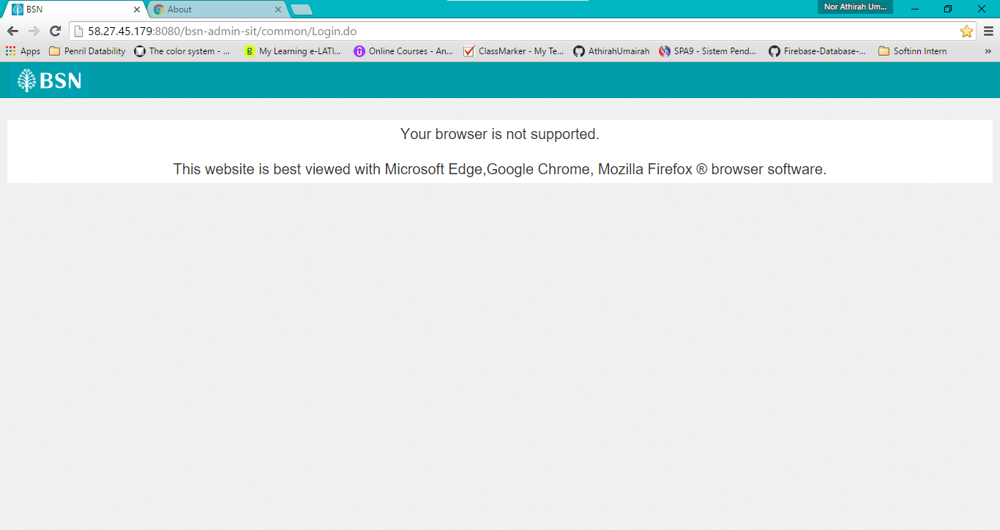 BSN
About
Nor Athirah Um...
58.27.45.179:8080/bsn-admin-sit/common/Login.do
Apps Penril Datability The color system - ... g My Learning e-LATI... Online Courses - An... ClassMarker - My Te... AthirahUmairah SPA9 - Sistem Pend... Firebase-Database-... Softinn Intern »
BSN
Your browser is not supported.
This website is best viewed with Microsoft Edge,Google Chrome, Mozilla Firefox ® browser software.